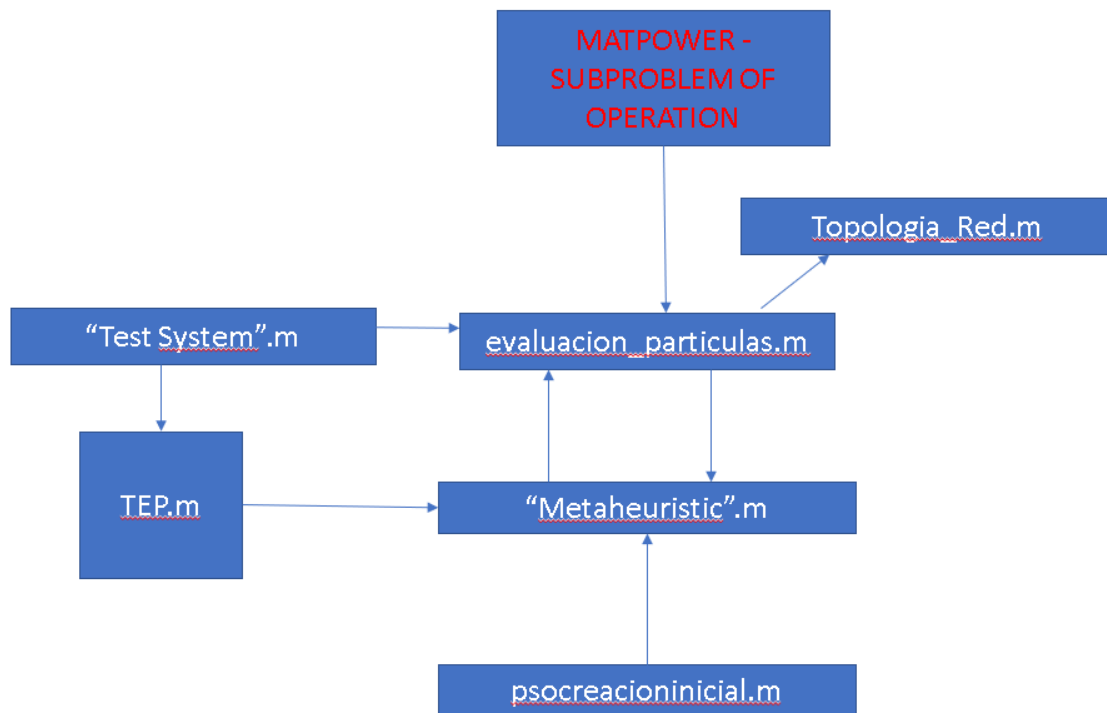 MATPOWER -
SUBPROBLEM OF
OPERATION
Topologia_Red.m
“Test System”.m
evaluacion_particulas.m
TEP.m
“Metaheuristic”.m
psocreacioninicial.m